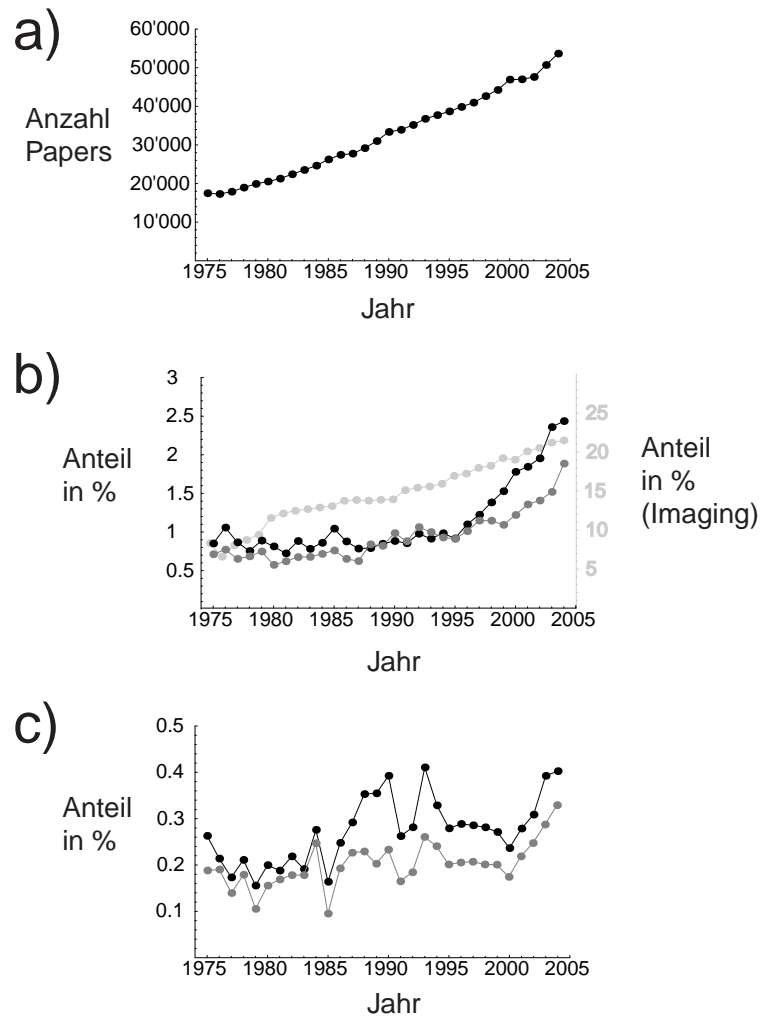 a)
60'000
50'000
40'000
30'000
20'000
10'000
Anzahl
Papers
1975 1980 1985 1990 1995 2000 2005
Jahr
b)
3
2.5
2
1.5
1
0.5
Anteil
in %
25
20
15
10
5
Anteil
in %
(Imaging)
1975 1980 1985 1990 1995 2000 2005
Jahr
c)
0.5
0.4
0.3
0.2
0.1
Anteil
in %
1975 1980 1985 1990 1995 2000 2005
Jahr